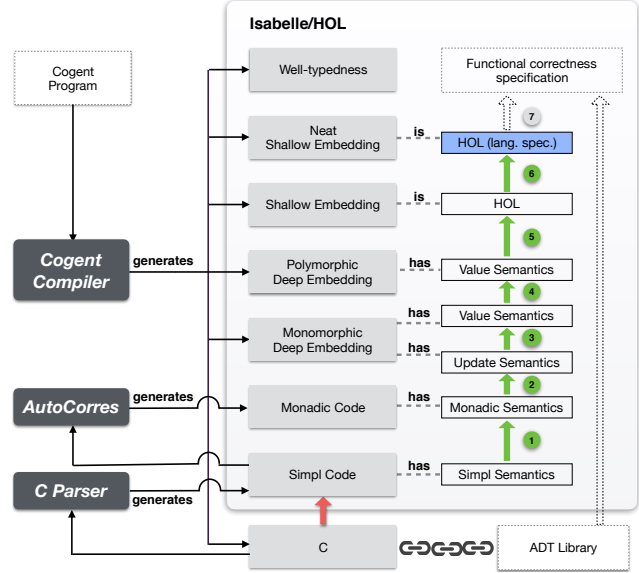 Isabelle/HOL
Cogent
Program
Well-typedness
Functional correctness
specification
7
Neat
Shallow Embedding
is
HOL (lang. spec.)
6
Shallow Embedding
is
HOL
5
Cogent
Compiler
generates
Polymorphic
Deep Embedding
has
Value Semantics
4
Monomorphic
Deep Embedding
has
Value Semantics
3
has
Update Semantics
2
AutoCorres
generates
Monadic Code
has
Monadic Semantics
1
C Parser
generates
Simpl Code
has
Simpl Semantics
C
ADT Library